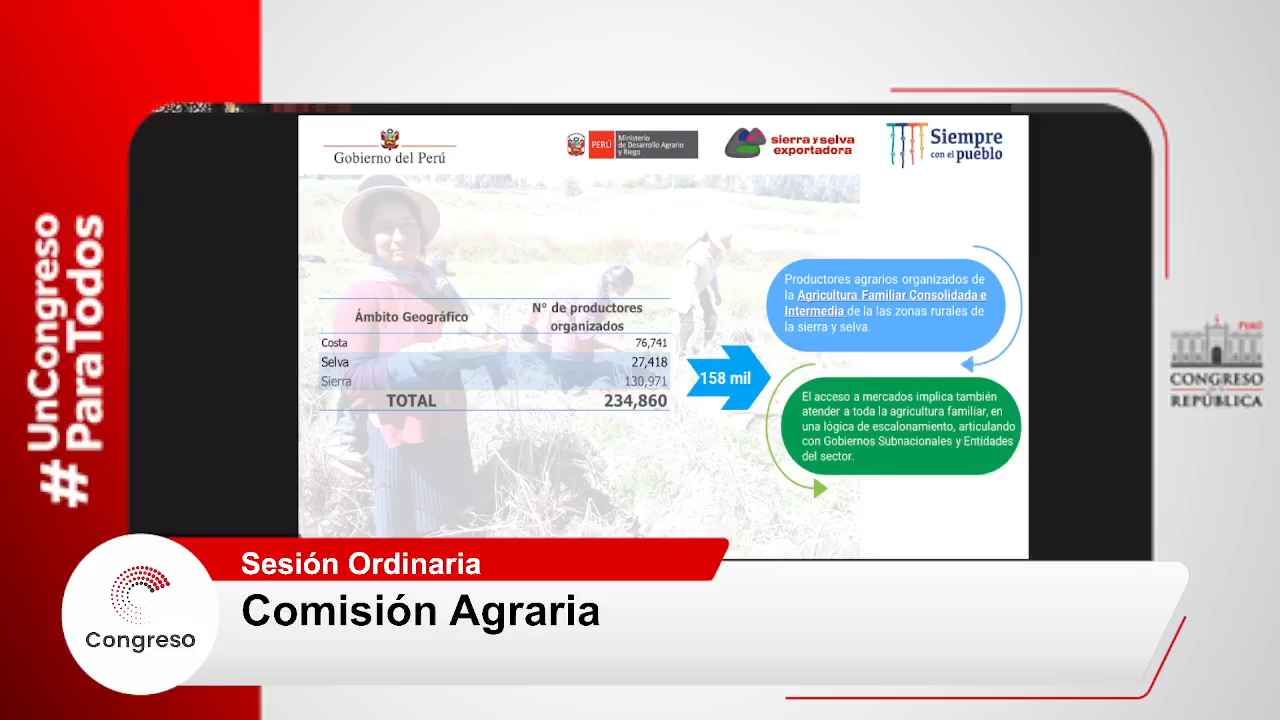 #UnCongreso
ParaTodos
Gobierno del Perú
PERÚ
Ministerio
de Desarrollo Agrario
y Riego
sierra y selva
exportadora
Siempre
con el pueblo
Ámbito Geográfico
N° de productores
organizados
Costa 76,741
Selva 27,418
Sierra 130,971
TOTAL 234,860
158 mil
Productores agrarios organizados de
la Agricultura Familiar Consolidada e
Intermedia de la las zonas rurales de
la sierra y selva.
El acceso a mercados implica también
atender a toda la agricultura familiar, en
una lógica de escalonamiento, articulando
con Gobiernos Subnacionales y Entidades
del sector.
PERÚ
CONGRESO
REPÚBLICA
Sesión Ordinaria
Comisión Agraria
Congreso